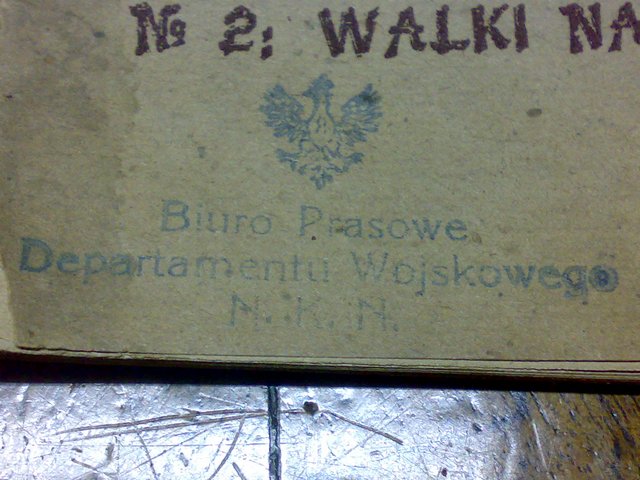 № 2: WALKI NA
Biuro Prasowe
Departamentu Wojskowego
N. K. N.